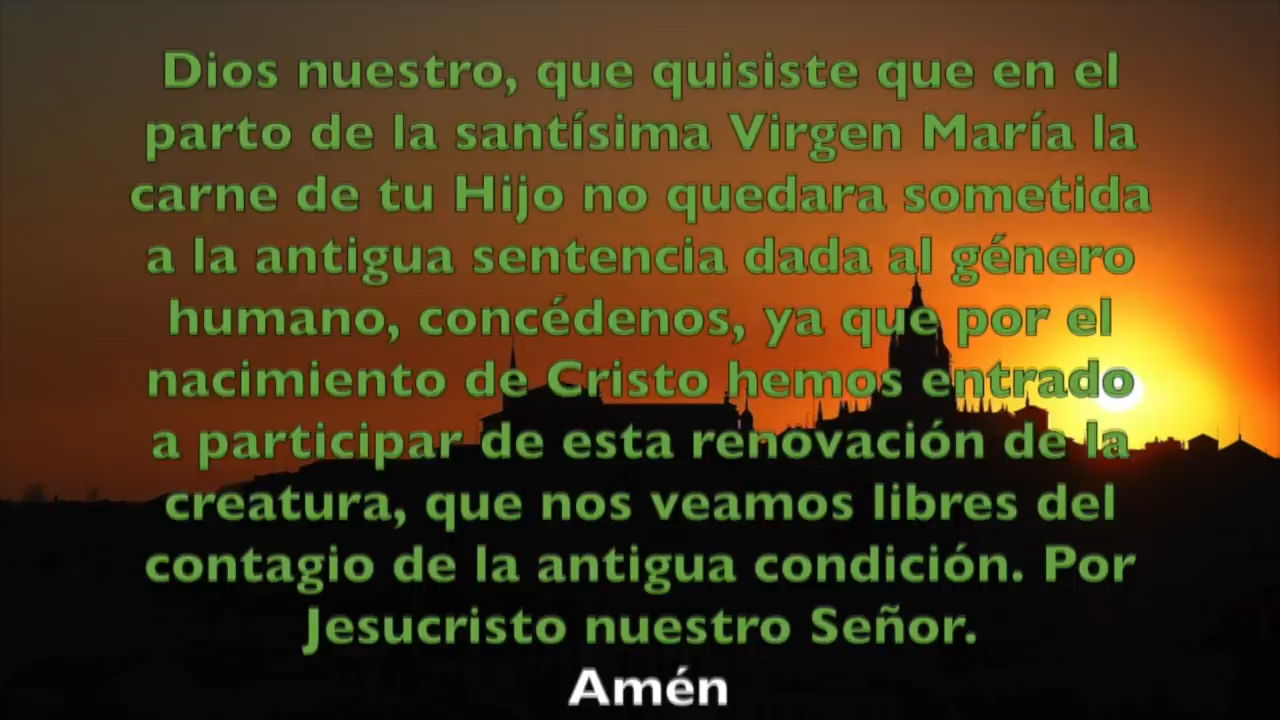 Dios nuestro, que quisiste que en el
parto de la santísima Virgen María la
carne de tu Hijo no quedara sometida
a la antigua sentencia dada al género
humano, concédenos, ya que por el
nacimiento de Cristo hemos entrado
a participar de esta renovación de la
creatura, que nos veamos libres del
contagio de la antigua condición. Por
Jesucristo nuestro Señor.
Amén